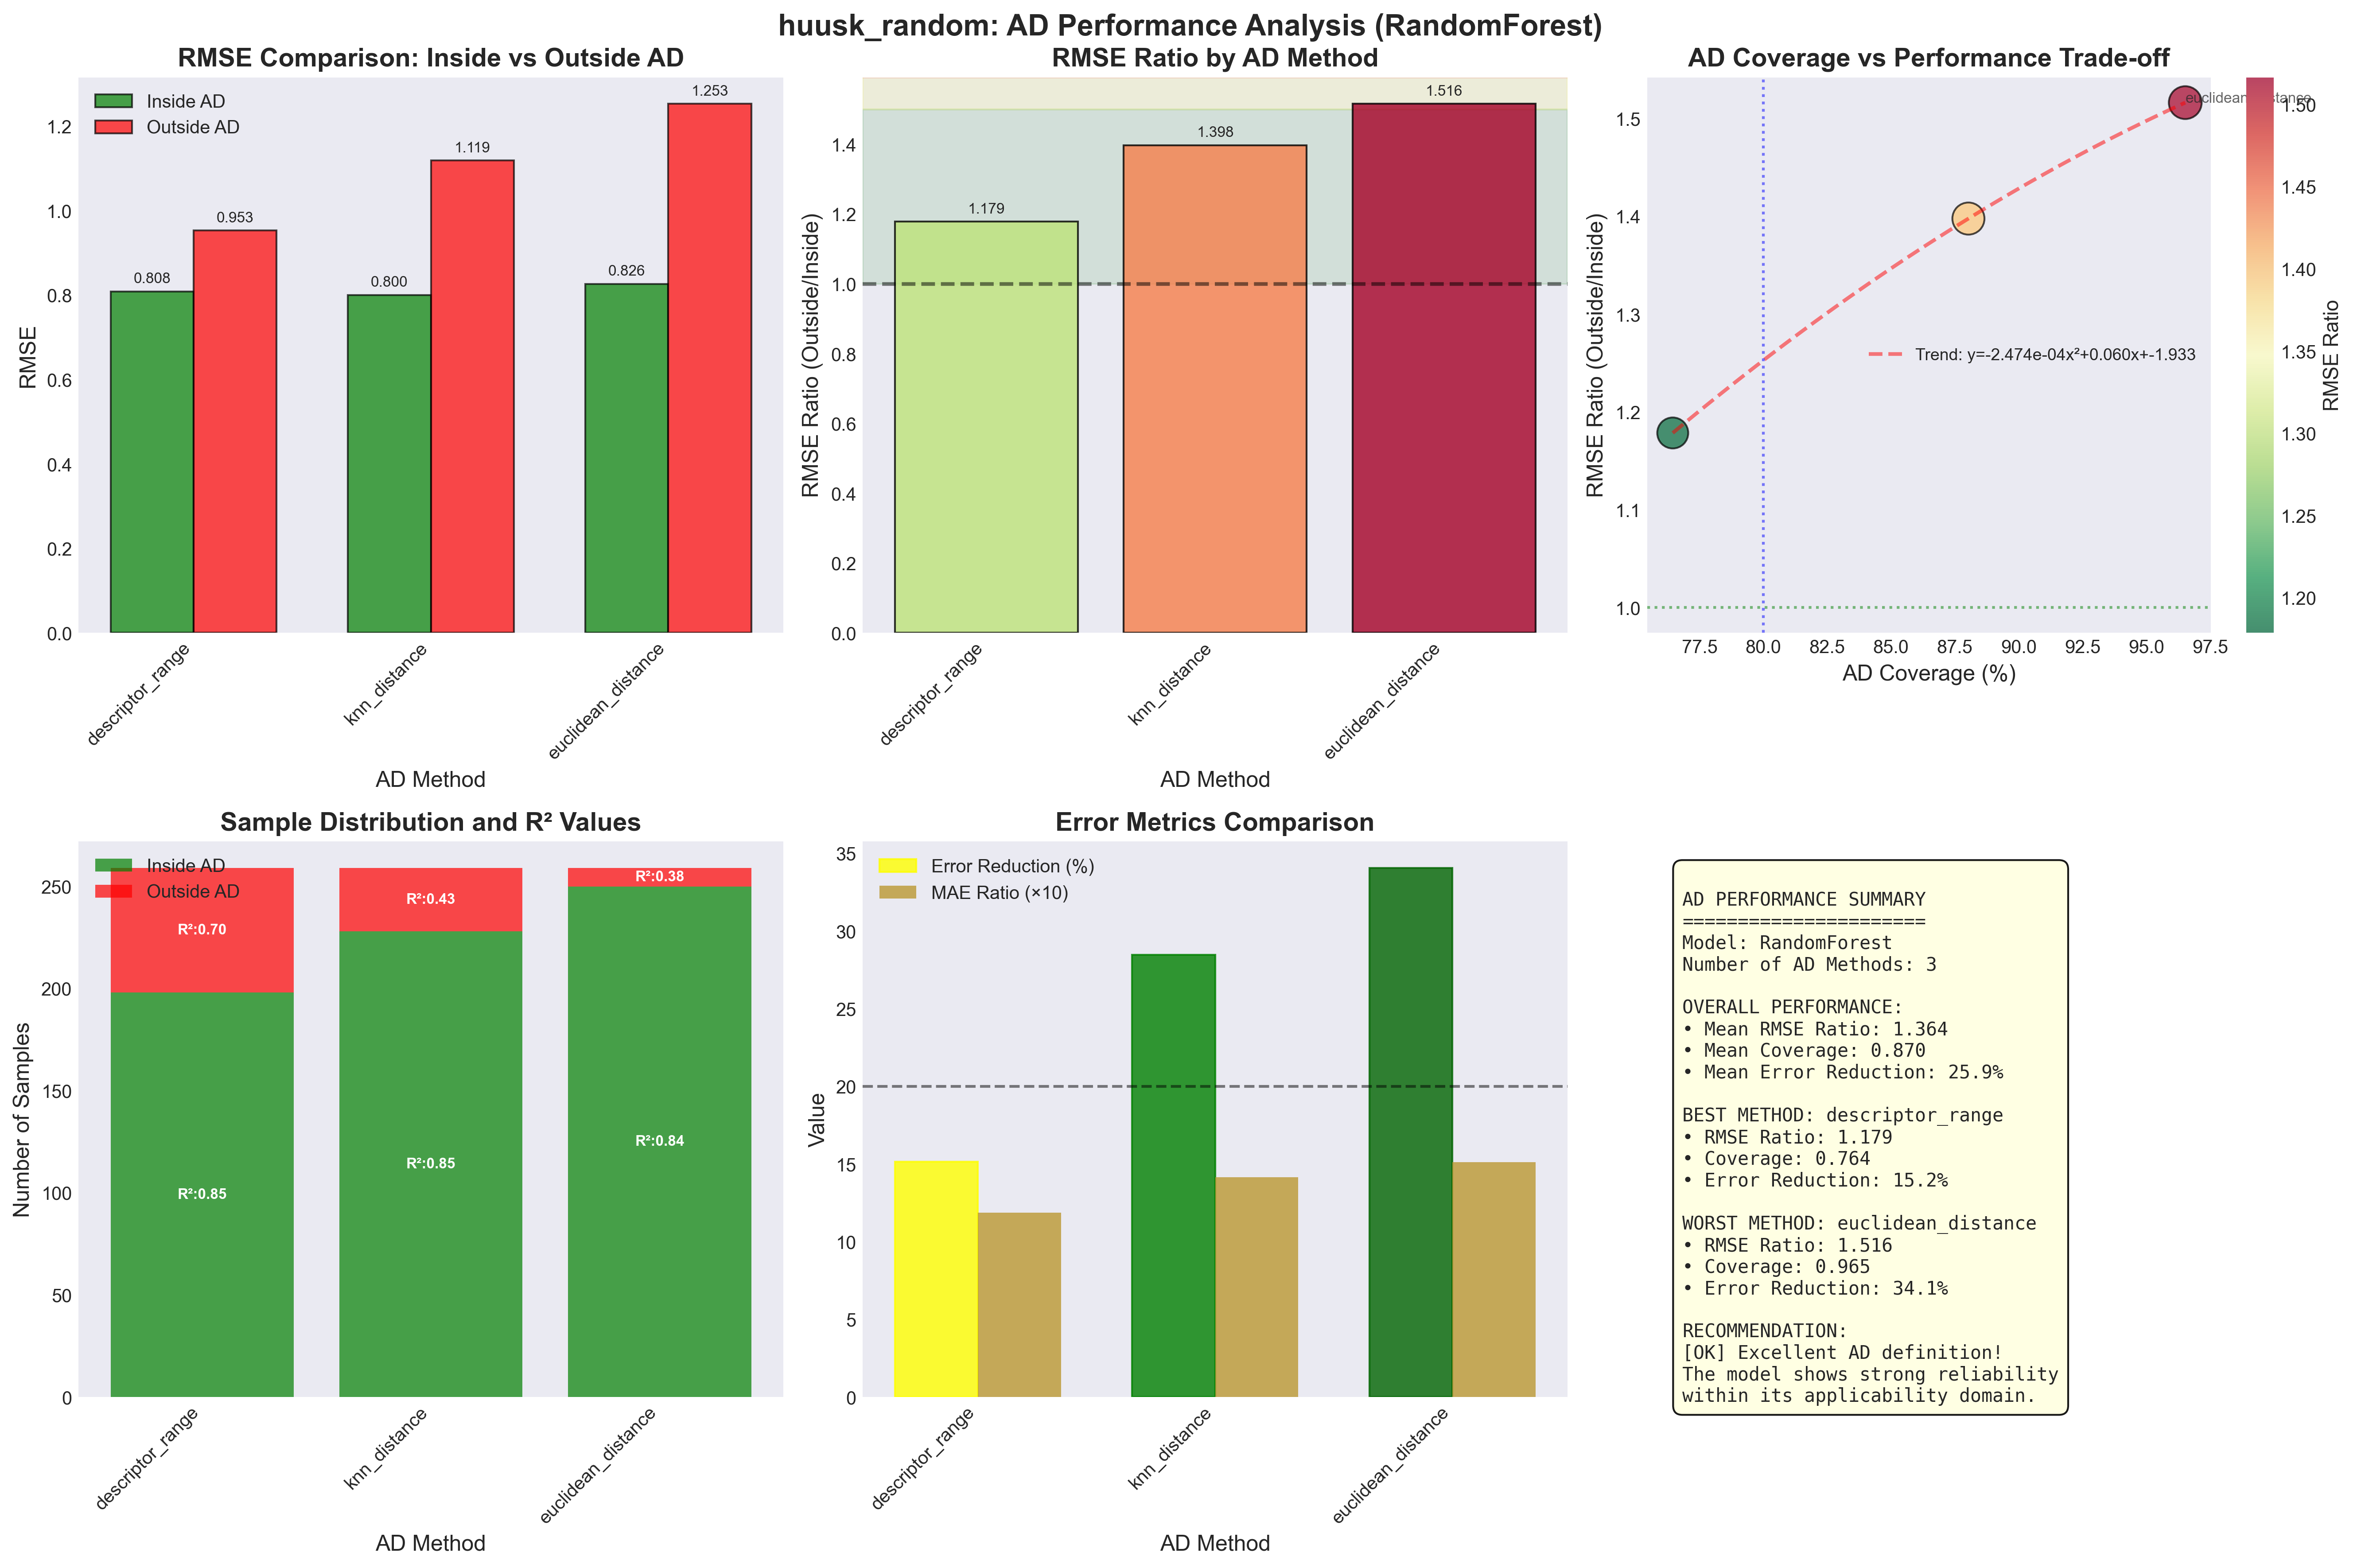 huusk_random: AD Performance Analysis (RandomForest)
RMSE Comparison: Inside vs Outside AD
Inside AD
Outside AD
1.253
1.119
0.953
0.808
0.800
0.826
1.2
1.0
0.8
0.6
0.4
0.2
0.0
RMSE
descriptor_range
knn_distance
euclidean_distance
AD Method
RMSE Ratio by AD Method
1.516
1.398
1.179
1.4
1.2
1.0
0.8
0.6
0.4
0.2
0.0
RMSE Ratio (Outside/Inside)
descriptor_range
knn_distance
euclidean_distance
AD Method
AD Coverage vs Performance Trade-off
1.5
1.4
1.3
1.2
1.1
1.0
RMSE Ratio (Outside/Inside)
Trend: y=-2.474e-04x²+0.060x+-1.933
77.5 80.0 82.5 85.0 87.5 90.0 92.5 95.0 97.5
AD Coverage (%)
1.50
1.45
1.40
1.35
1.30
1.25
1.20
RMSE Ratio
Sample Distribution and R² Values
Inside AD
Outside AD
R²:0.70
R²:0.43
R²:0.38
R²:0.85
R²:0.85
R²:0.84
250
200
150
100
50
0
Number of Samples
descriptor_range
knn_distance
euclidean_distance
AD Method
Error Metrics Comparison
Error Reduction (%)
MAE Ratio (×10)
35
30
25
20
15
10
5
0
Value
descriptor_range
knn_distance
euclidean_distance
AD Method
AD PERFORMANCE SUMMARY
======================
Model: RandomForest
Number of AD Methods: 3
OVERALL PERFORMANCE:
• Mean RMSE Ratio: 1.364
• Mean Coverage: 0.870
• Mean Error Reduction: 25.9%
BEST METHOD: descriptor_range
• RMSE Ratio: 1.179
• Coverage: 0.764
• Error Reduction: 15.2%
WORST METHOD: euclidean_distance
• RMSE Ratio: 1.516
• Coverage: 0.965
• Error Reduction: 34.1%
RECOMMENDATION:
[OK] Excellent AD definition!
The model shows strong reliability
within its applicability domain.